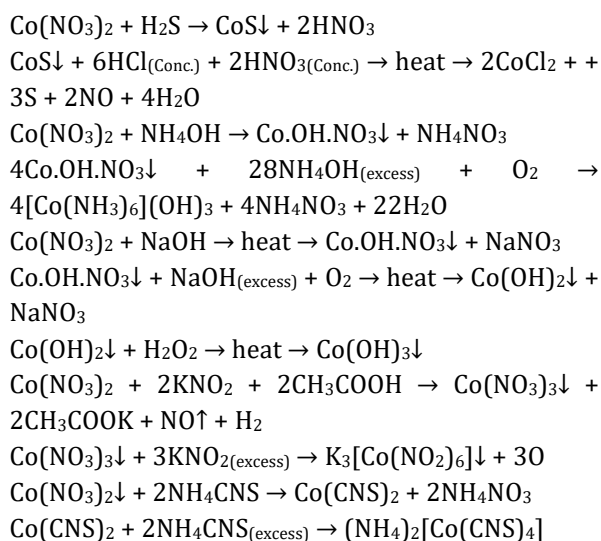 Co(NO₃)₂ + H₂S → CoS↓ + 2HNO₃
CoS↓ + 6HCl₍Conc.₎ + 2HNO₃₍Conc.₎ → heat → 2CoCl₂ + +
3S + 2NO + 4H₂O
Co(NO₃)₂ + NH₄OH → Co.OH.NO₃↓ + NH₄NO₃
4Co.OH.NO₃↓ + 28NH₄OH(excess) + O₂ →
4[Co(NH₃)₆](OH)₃ + 4NH₄NO₃ + 22H₂O
Co(NO₃)₂ + NaOH → heat → Co.OH.NO₃↓ + NaNO₃
Co.OH.NO₃↓ + NaOH(excess) + O₂ → heat → Co(OH)₂↓ +
NaNO₃
Co(OH)₂↓ + H₂O₂ → heat → Co(OH)₃↓
Co(NO₃)₂ + 2KNO₂ + 2CH₃COOH → Co(NO₃)₃↓ +
2CH₃COOK + NO↑ + H₂
Co(NO₃)₃↓ + 3KNO₂(excess) → K₃[Co(NO₂)₆]↓ + 3O
Co(NO₃)₂↓ + 2NH₄CNS → Co(CNS)₂ + 2NH₄NO₃
Co(CNS)₂ + 2NH₄CNS(excess) → (NH₄)₂[Co(CNS)₄]